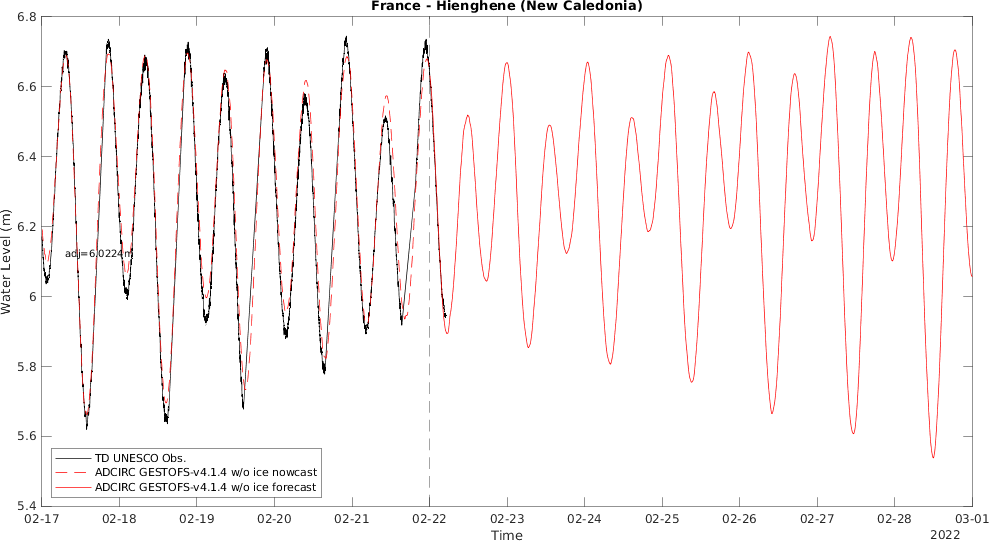 France - Hienghene (New Caledonia)
6.8
6.6
6.4
6.2
6
5.8
5.6
5.4
Water Level (m)
adj=6.0224m
TD UNESCO Obs.
ADCIRC GESTOFS-v4.1.4 w/o ice nowcast
ADCIRC GESTOFS-v4.1.4 w/o ice forecast
02-17 02-18 02-19 02-20 02-21 02-22 02-23 02-24 02-25 02-26 02-27 02-28 03-01
Time
2022